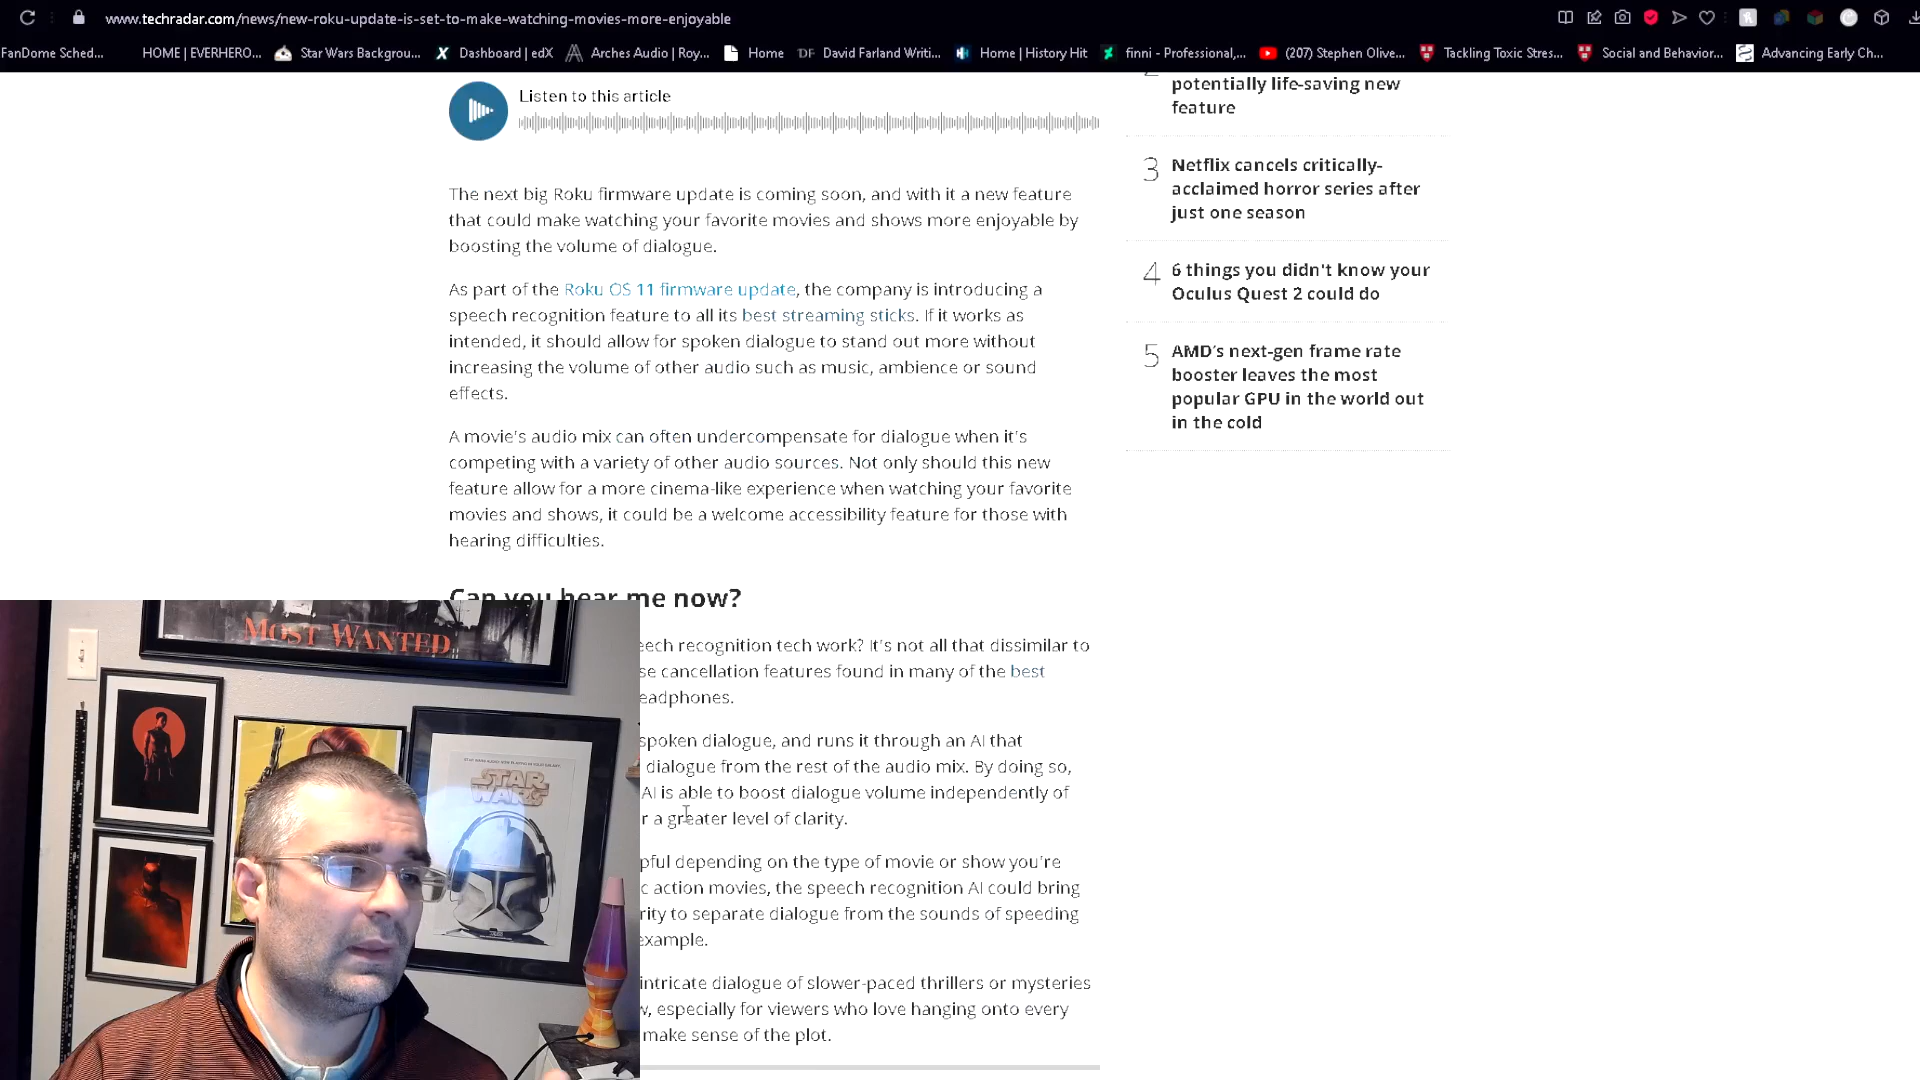 www.techradar.com/news/new-roku-update-is-set-to-make-watching-movies-more-enjoyable
FanDome Sched... HOME | EVERHERO... Star Wars Backgrou... Dashboard | edX Arches Audio | Roy... Home DF David Farland Writi... Home | History Hit finni - Professional,... (207) Stephen Olive... Tackling Toxic Stres... Social and Behavior... Advancing Early Ch...
Listen to this article
The next big Roku firmware update is coming soon, and with it a new feature
that could make watching your favorite movies and shows more enjoyable by
boosting the volume of dialogue.
As part of the Roku OS 11 firmware update, the company is introducing a
speech recognition feature to all its best streaming sticks. If it works as
intended, it should allow for spoken dialogue to stand out more without
increasing the volume of other audio such as music, ambience or sound
effects.
A movie's audio mix can often undercompensate for dialogue when it's
competing with a variety of other audio sources. Not only should this new
feature allow for a more cinema-like experience when watching your favorite
movies and shows, it could be a welcome accessibility feature for those with
hearing difficulties.
Can you hear me now?
eech recognition tech work? It's not all that dissimilar to
se cancellation features found in many of the best
eadphones.
spoken dialogue, and runs it through an AI that
dialogue from the rest of the audio mix. By doing so,
AI is able to boost dialogue volume independently of
r a greater level of clarity.
pful depending on the type of movie or show you're
c action movies, the speech recognition AI could bring
rity to separate dialogue from the sounds of speeding
example.
intricate dialogue of slower-paced thrillers or mysteries
w, especially for viewers who love hanging onto every
make sense of the plot.
potentially life-saving new
feature
3 Netflix cancels critically-
acclaimed horror series after
just one season
4 6 things you didn't know your
Oculus Quest 2 could do
5 AMD's next-gen frame rate
booster leaves the most
popular GPU in the world out
in the cold
MOST WANTED
STAR
WARS